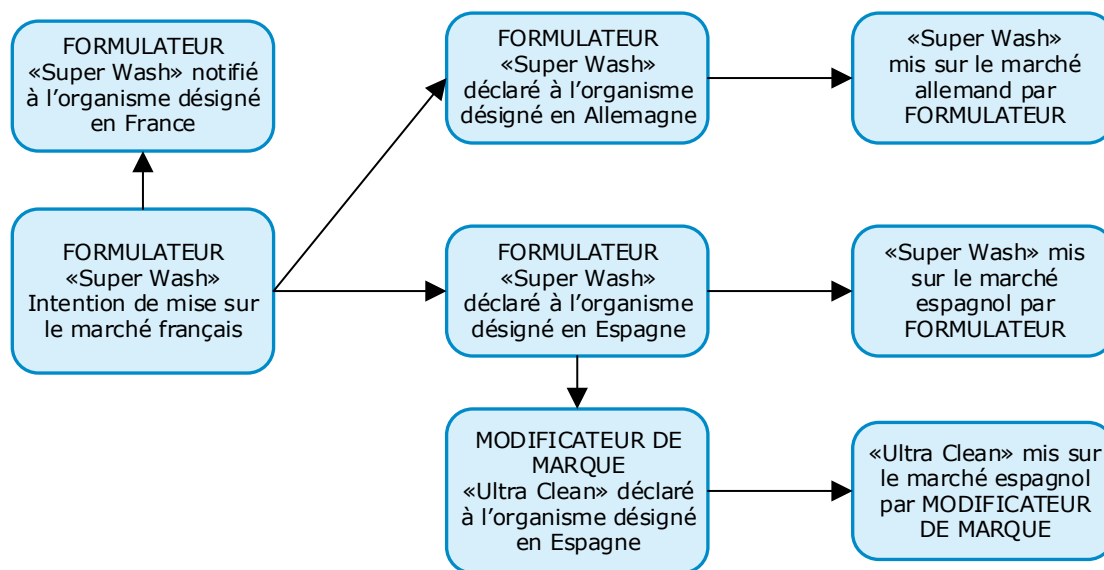 FORMULATEUR
«Super Wash» notifié
à l’organisme désigné
en France
FORMULATEUR
«Super Wash»
déclaré à l’organisme
désigné en Allemagne
«Super Wash»
mis sur le marché
allemand par
FORMULATEUR
FORMULATEUR
«Super Wash»
Intention de mise sur
le marché français
FORMULATEUR
«Super Wash»
déclaré à l’organisme
désigné en Espagne
«Super Wash» mis
sur le marché
espagnol par
FORMULATEUR
MODIFICATEUR DE
MARQUE
«Ultra Clean» déclaré
à l’organisme désigné
en Espagne
«Ultra Clean» mis sur
le marché espagnol
par MODIFICATEUR
DE MARQUE